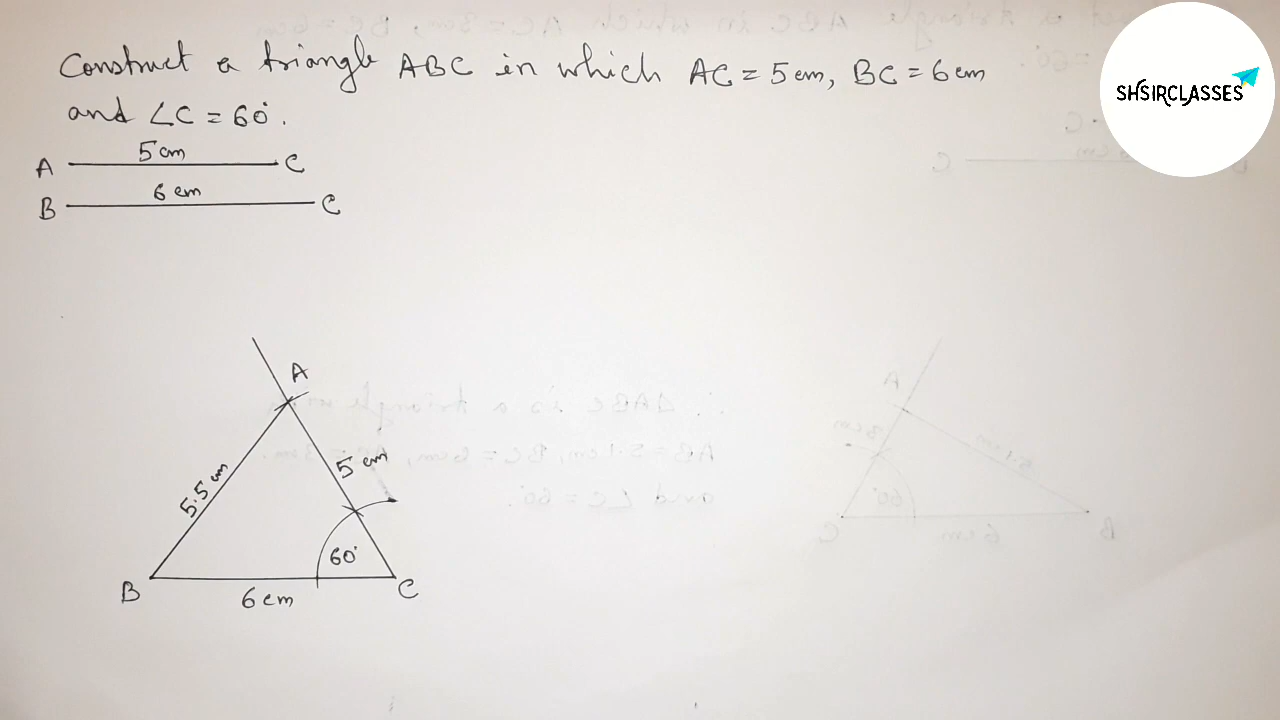 Construct a triangle ABC in which AC = 5 cm, BC = 6 cm
and ∠C = 60°.
SHSIRCLASSES
A 5 cm C
B 6 cm C
A
5.5 cm
5 cm
60°
B
6 cm
C